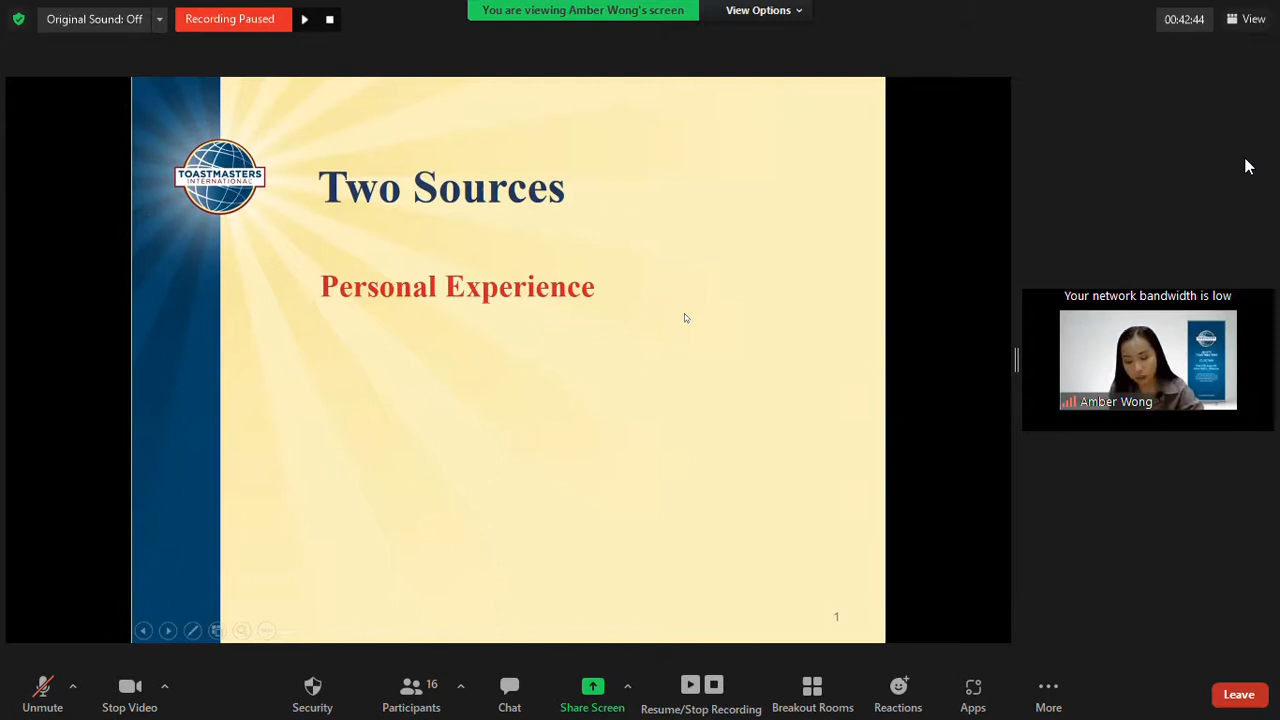 Original Sound: Off
Recording Paused
You are viewing Amber Wong's screen
View Options
00:42:44
View
TOASTMASTERS
INTERNATIONAL
Two Sources
Personal Experience
1
Your network bandwidth is low
Amber Wong
Unmute
Stop Video
Security
16
Participants
Chat
Share Screen
Resume/Stop Recording
Breakout Rooms
Reactions
Apps
More
Leave